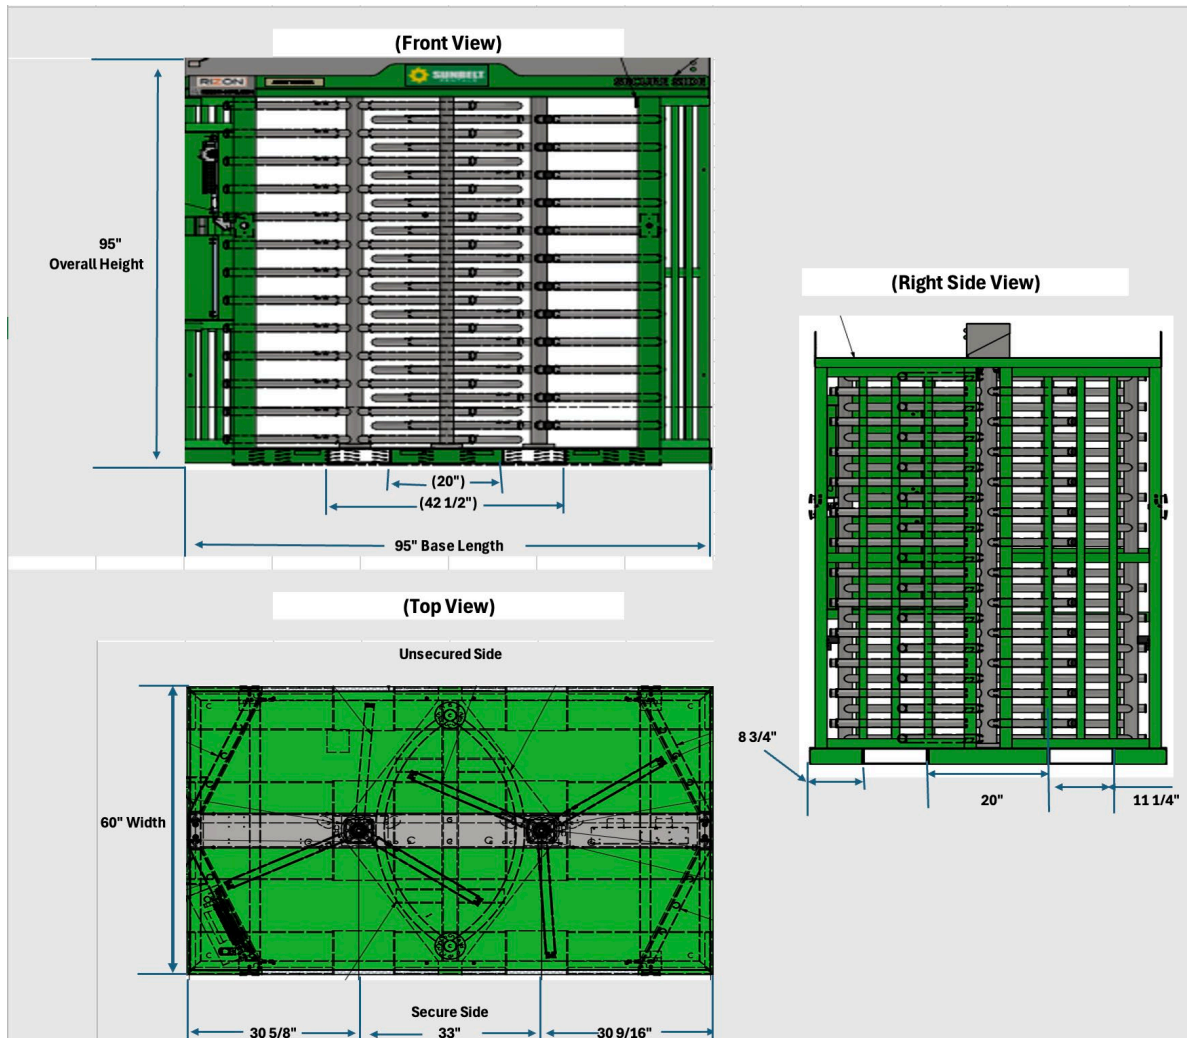 (Front View)
RIZON
SUNBELT
RENTALS
SECURE SIDE
95"
Overall Height
(20")
(42 1/2")
95" Base Length
(Right Side View)
8 3/4"
20"
11 1/4"
(Top View)
Unsecured Side
60" Width
Secure Side
30 5/8"
33"
30 9/16"